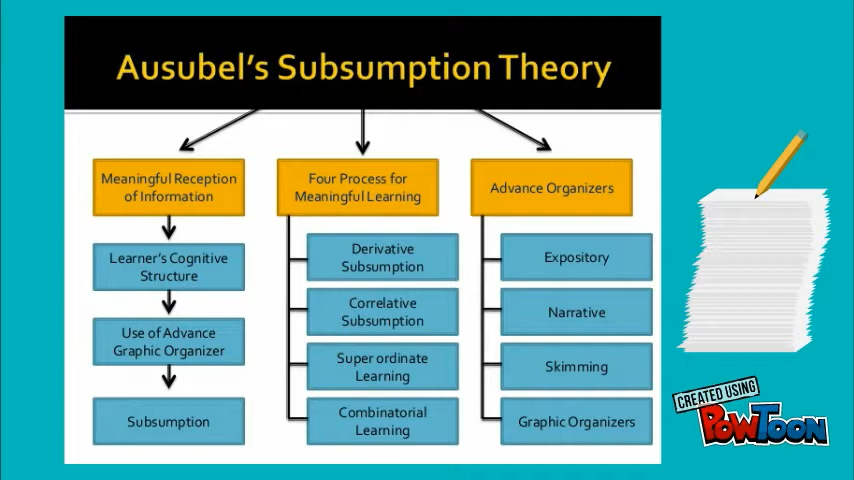 Ausubel's Subsumption Theory
Meaningful Reception
of Information
Learner's Cognitive
Structure
Use of Advance
Graphic Organizer
Subsumption
Four Process for
Meaningful Learning
Derivative
Subsumption
Correlative
Subsumption
Super ordinate
Learning
Combinatorial
Learning
Advance Organizers
Expository
Narrative
Skimming
Graphic Organizers
CREATED USING
POWTOON